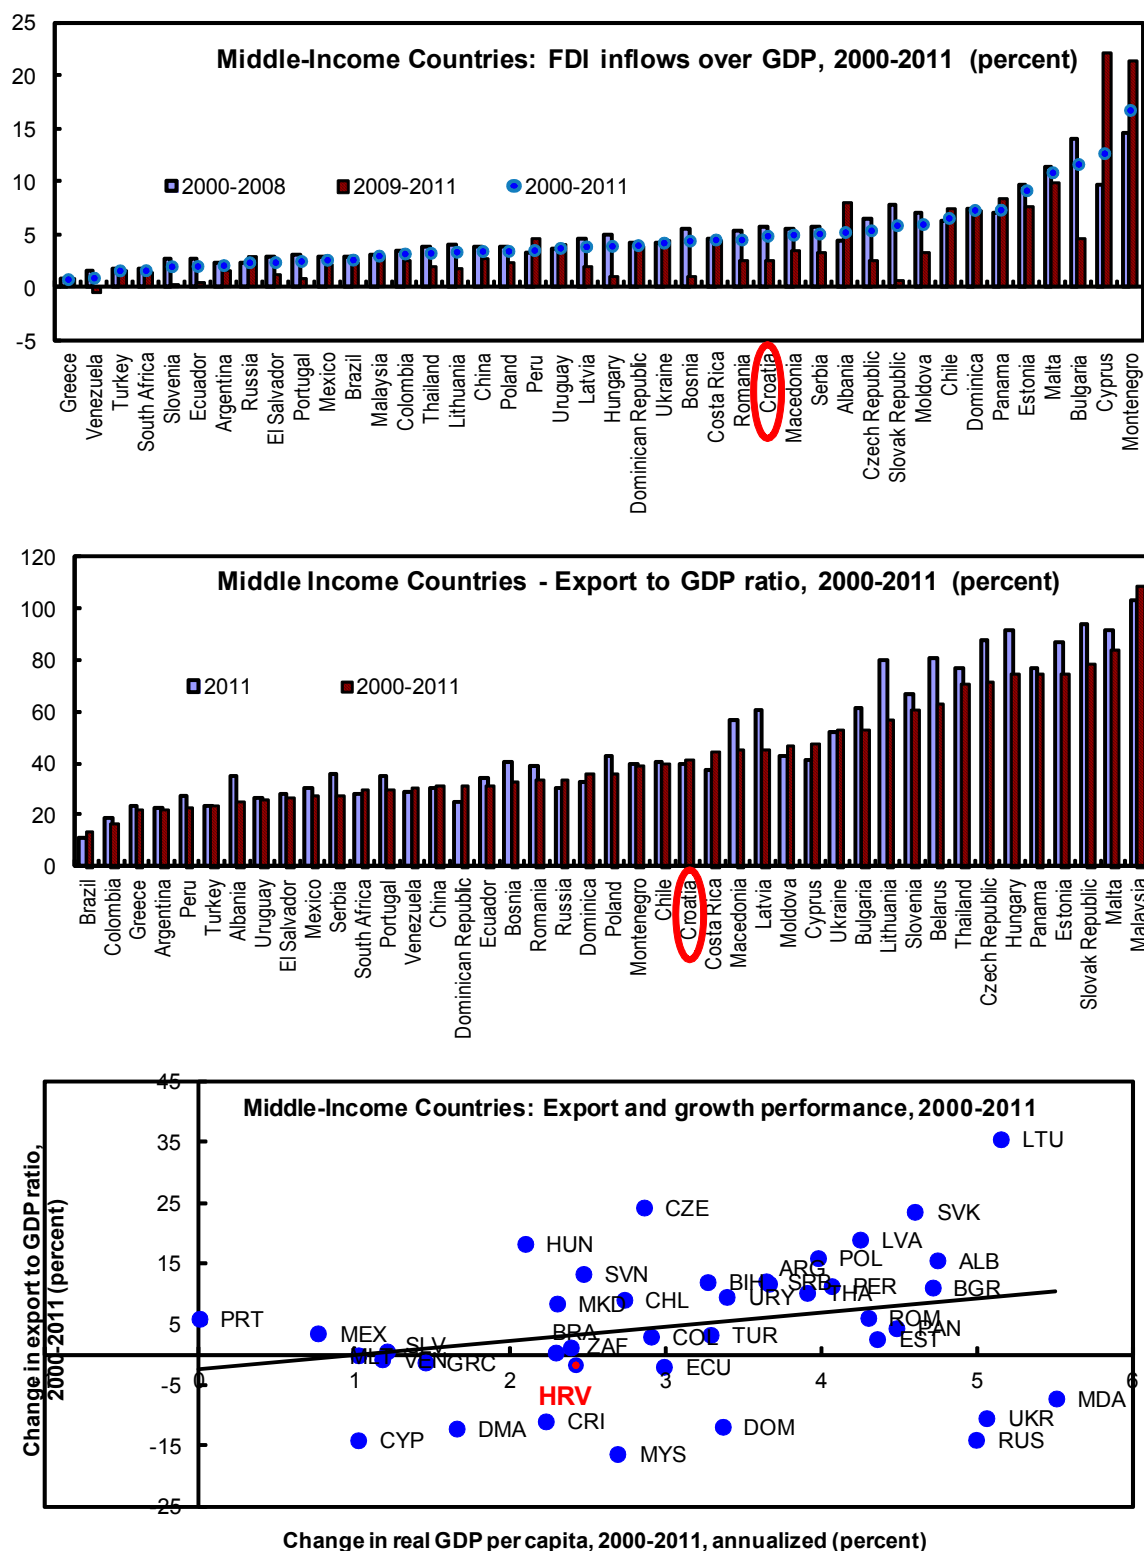 Middle-Income Countries: FDI inflows over GDP, 2000-2011 (percent)
25
20
15
10
5
0
-5
2000-2008
2009-2011
2000-2011
Greece
Venezuela
Turkey
South Africa
Slovenia
Ecuador
Argentina
Russia
El Salvador
Portugal
Mexico
Brazil
Malaysia
Colombia
Thailand
Lithuania
China
Poland
Peru
Uruguay
Latvia
Hungary
Dominican Republic
Ukraine
Bosnia
Costa Rica
Romania
Croatia
Macedonia
Serbia
Albania
Czech Republic
Slovak Republic
Moldova
Chile
Dominica
Panama
Estonia
Malta
Bulgaria
Cyprus
Montenegro
Middle Income Countries - Export to GDP ratio, 2000-2011 (percent)
120
100
80
60
40
20
0
2011
2000-2011
Brazil
Colombia
Greece
Argentina
Peru
Turkey
Albania
Uruguay
El Salvador
Mexico
Serbia
South Africa
Portugal
Venezuela
China
Dominican Republic
Ecuador
Bosnia
Romania
Russia
Dominica
Poland
Montenegro
Chile
Croatia
Costa Rica
Macedonia
Latvia
Moldova
Cyprus
Ukraine
Bulgaria
Lithuania
Slovenia
Belarus
Thailand
Czech Republic
Hungary
Panama
Estonia
Slovak Republic
Malta
Malaysia
Middle-Income Countries: Export and growth performance, 2000-2011
Change in export to GDP ratio,
2000-2011 (percent)
45
35
25
15
5
-5
-15
-25
0
1
2
3
4
5
6
LTU
CZE
SVK
HUN
LVA
POL
ALB
SVN
BIH
ARG
SRB
PER
BGR
MKD
CHL
URY
THA
PRT
MEX
BRA
COL
TUR
ROM
PAN
EST
MLT
SLV
VEN
GRC
ZAF
HRV
ECU
CYP
DMA
CRI
MYS
DOM
MDA
UKR
RUS
Change in real GDP per capita, 2000-2011, annualized (percent)